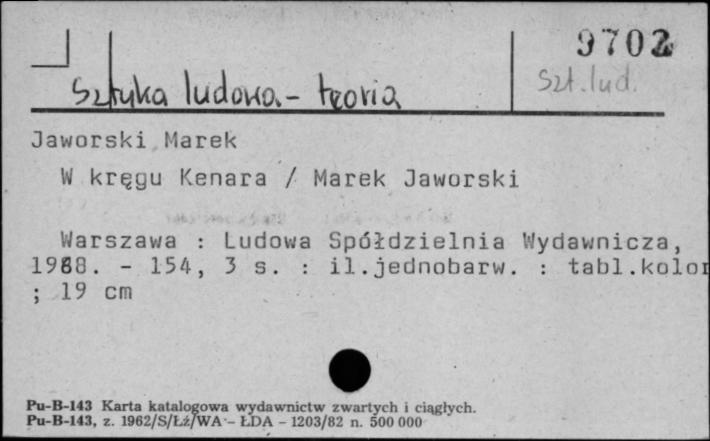 9702
Sztuka ludowa - teoria
Szt. lud.
Jaworski Marek
W kręgu Kenara / Marek Jaworski
Warszawa : Ludowa Spółdzielnia Wydawnicza,
1968. - 154, 3 s. : il.jednobarw. : tabl.kolor
; 19 cm
Pu-B-143 Karta katalogowa wydawnictw zwartych i ciągłych.
Pu-B-143, z. 1962/S/Łż/WA - ŁDA - 1203/82 n. 500 000